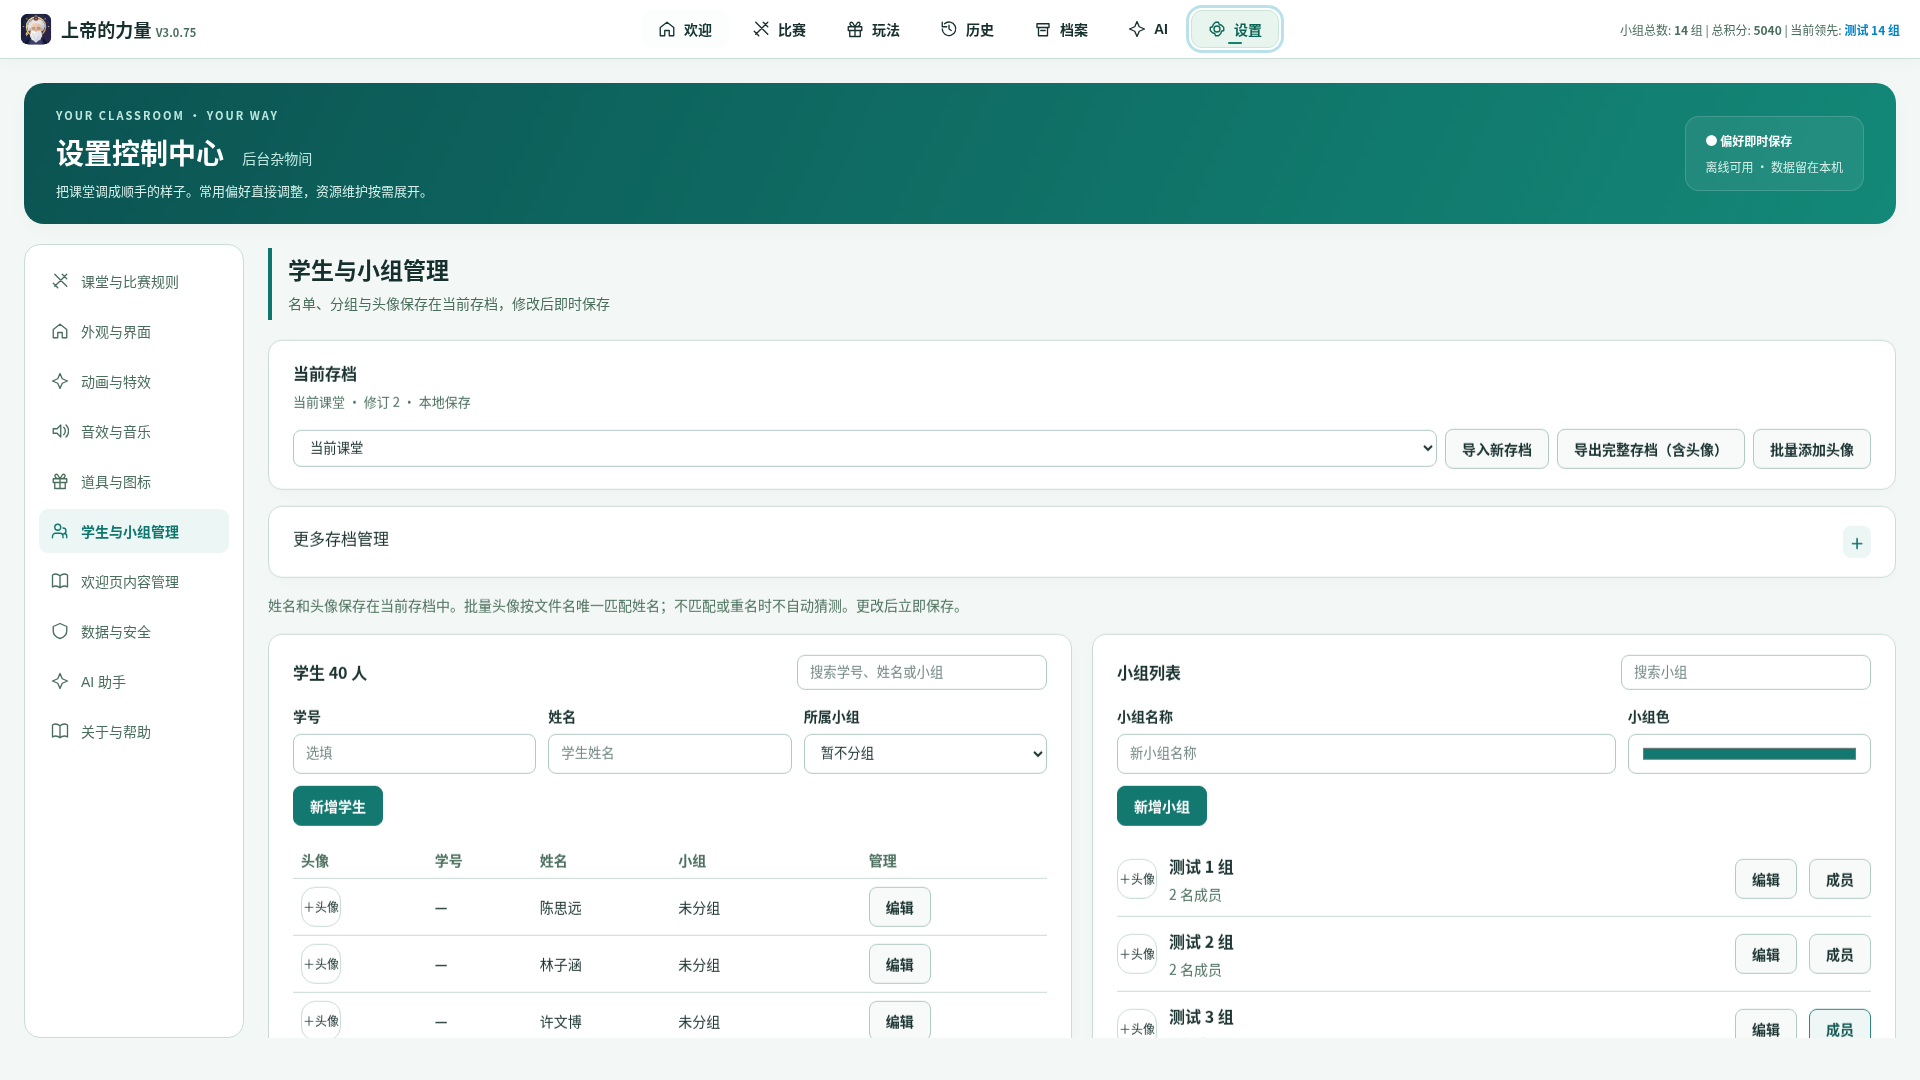 上帝的力量 V3.0.75
欢迎
比赛
玩法
历史
档案
AI
设置
小组总数: 14 组 | 总积分: 5040 | 当前领先: 测试 14 组
YOUR CLASSROOM · YOUR WAY
设置控制中心 后台杂物间
把课堂调成顺手的样子。常用偏好直接调整，资源维护按需展开。
偏好即时保存
离线可用 · 数据留在本机
课堂与比赛规则
外观与界面
动画与特效
音效与音乐
道具与图标
学生与小组管理
欢迎页内容管理
数据与安全
AI 助手
关于与帮助
学生与小组管理
名单、分组与头像保存在当前存档，修改后即时保存
当前存档
当前课堂 · 修订 2 · 本地保存
当前课堂
导入新存档
导出完整存档（含头像）
批量添加头像
更多存档管理
+
姓名和头像保存在当前存档中。批量头像按文件名唯一匹配姓名；不匹配或重名时不自动猜测。更改后立即保存。
学生 40 人
搜索学号、姓名或小组
学号 姓名 所属小组
选填 学生姓名 暂不分组
新增学生
头像 学号 姓名 小组 管理
＋头像 — 陈思远 未分组 编辑
＋头像 — 林子涵 未分组 编辑
＋头像 — 许文博 未分组 编辑
小组列表
搜索小组
小组名称 小组色
新小组名称
新增小组
＋头像 测试 1 组 编辑 成员
2 名成员
＋头像 测试 2 组 编辑 成员
2 名成员
＋头像 测试 3 组 编辑 成员